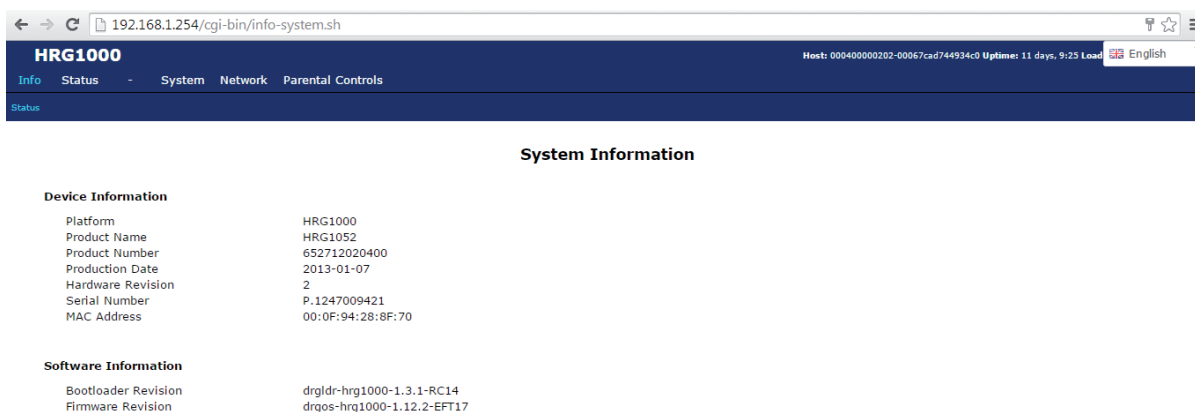 192.168.1.254/cgi-bin/info-system.sh
HRG1000
Host: 000400000202-00067cad744934c0 Uptime: 11 days, 9:25 Load
English
Info Status - System Network Parental Controls
Status
System Information
Device Information
Platform HRG1000
Product Name HRG1052
Product Number 652712020400
Production Date 2013-01-07
Hardware Revision 2
Serial Number P.1247009421
MAC Address 00:0F:94:28:8F:70
Software Information
Bootloader Revision drgldr-hrg1000-1.3.1-RC14
Firmware Revision drgos-hrg1000-1.12.2-EFT17